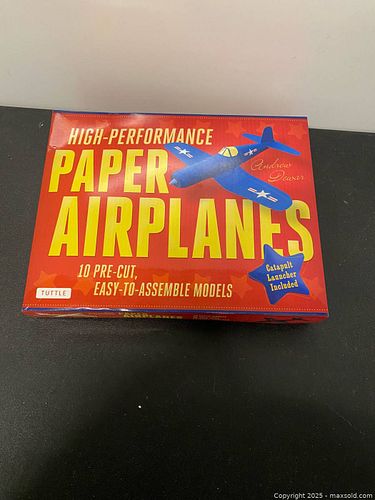 HIGH-PERFORMANCE
PAPER
AIRPLANES
Andrew
Dewar
10 PRE-CUT,
EASY-TO-ASSEMBLE MODELS
Catapult
Launcher
Included
TUTTLE
AIRPLANES
Copyright 2025 - maxsold.com